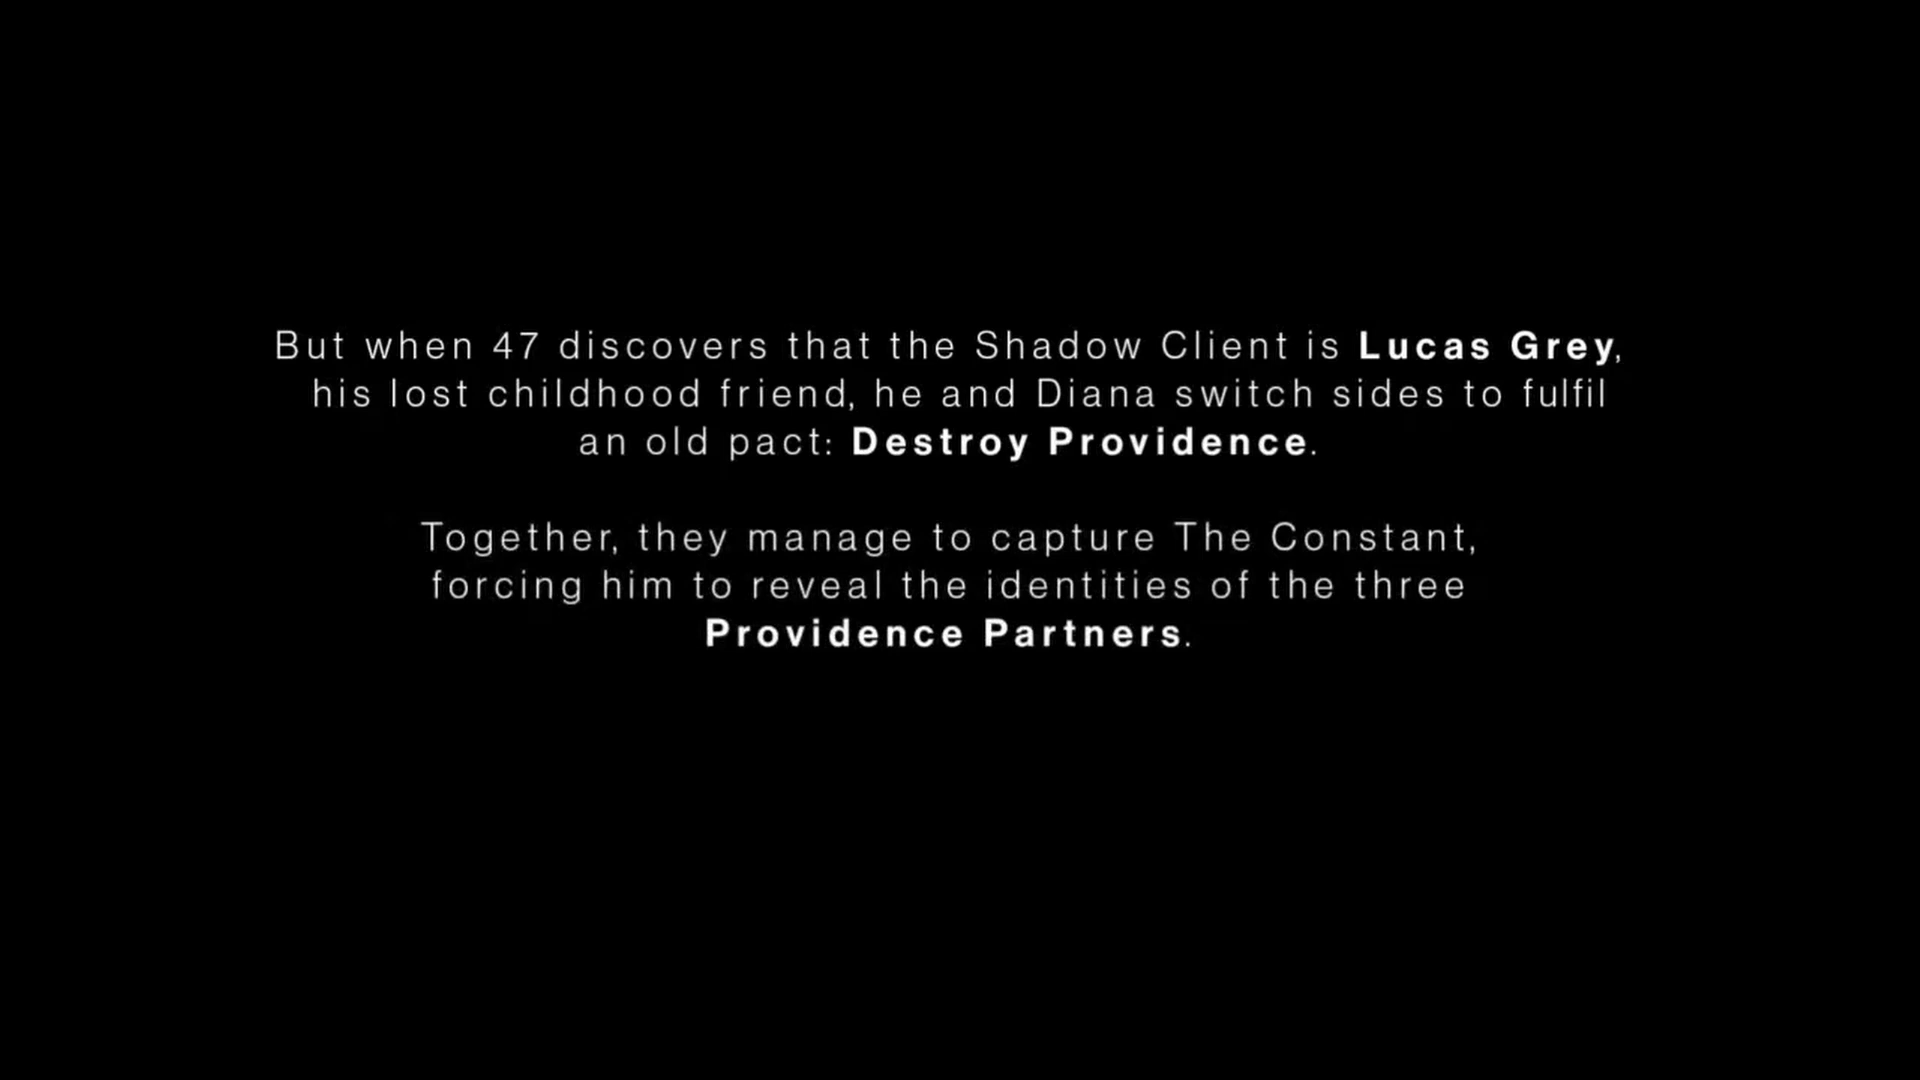 But when 47 discovers that the Shadow Client is Lucas Grey,
his lost childhood friend, he and Diana switch sides to fulfil
an old pact: Destroy Providence.
Together, they manage to capture The Constant,
forcing him to reveal the identities of the three
Providence Partners.